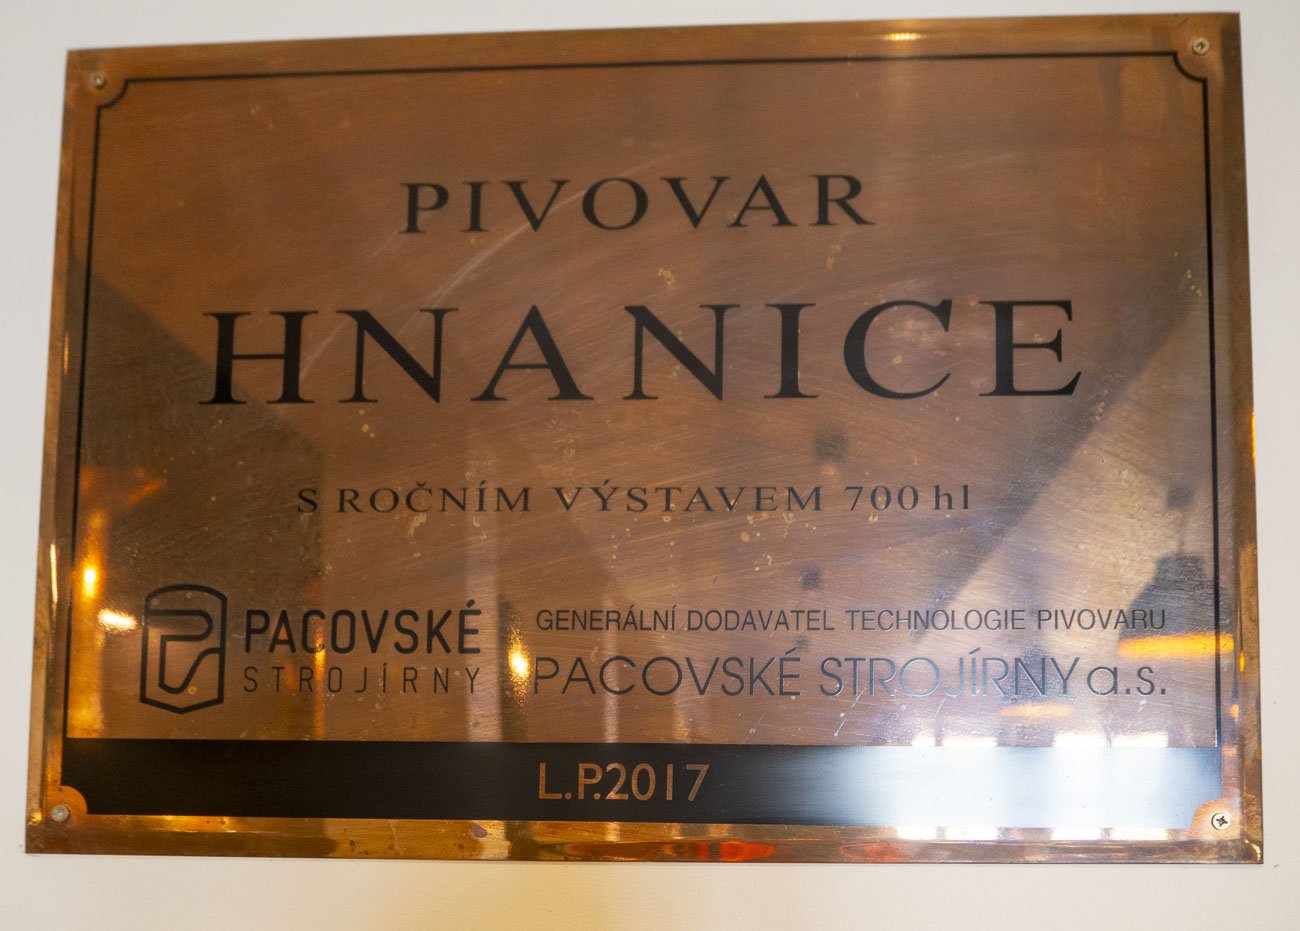 PIVOVAR
HNANICE
S ROČNÍM VÝSTAVEM 700 hl
PACOVSKÉ
STROJÍRNY
GENERÁLNÍ DODAVATEL TECHNOLOGIE PIVOVARU
PACOVSKÉ STROJÍRNY a.s.
L.P.2017